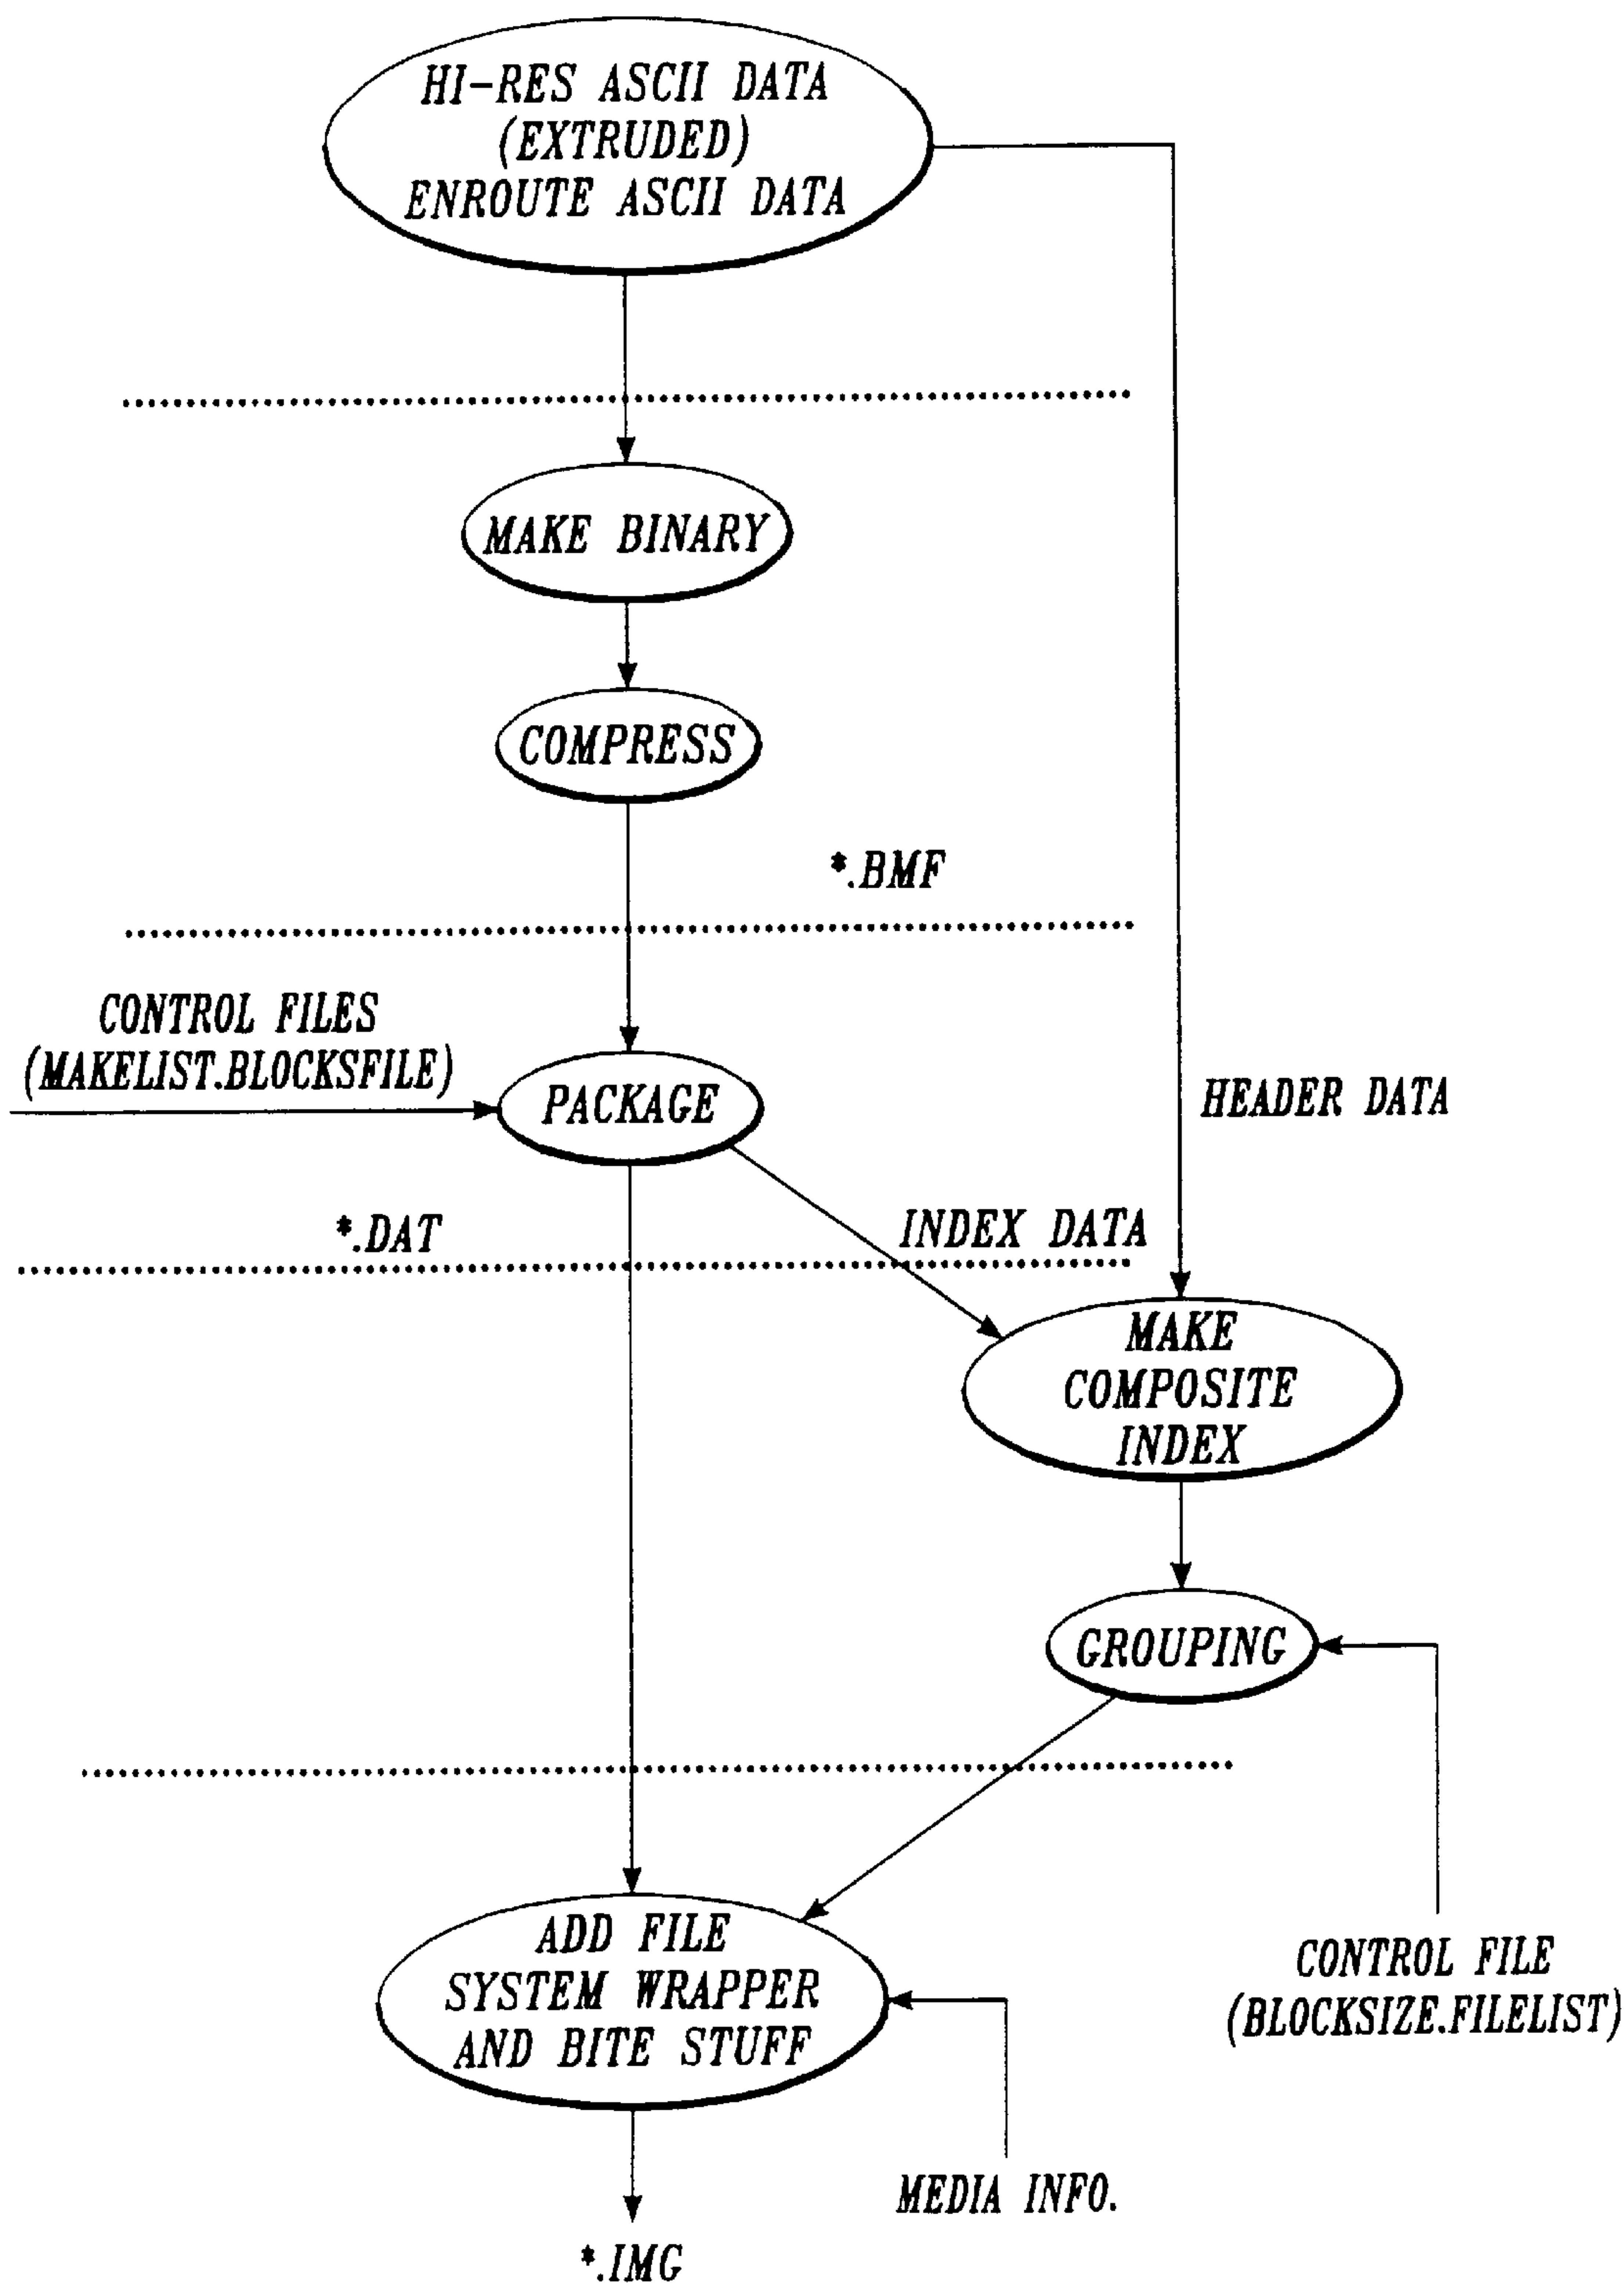 HI-RES ASCII DATA
(EXTRUDED)
ENROUTE ASCII DATA
MAKE BINARY
COMPRESS
*.BMF
CONTROL FILES
(MAKELIST.BLOCKSFILE)
PACKAGE
HEADER DATA
*.DAT
INDEX DATA
MAKE
COMPOSITE
INDEX
GROUPING
ADD FILE
SYSTEM WRAPPER
AND BITE STUFF
CONTROL FILE
(BLOCKSIZE.FILELIST)
MEDIA INFO.
*.IMG